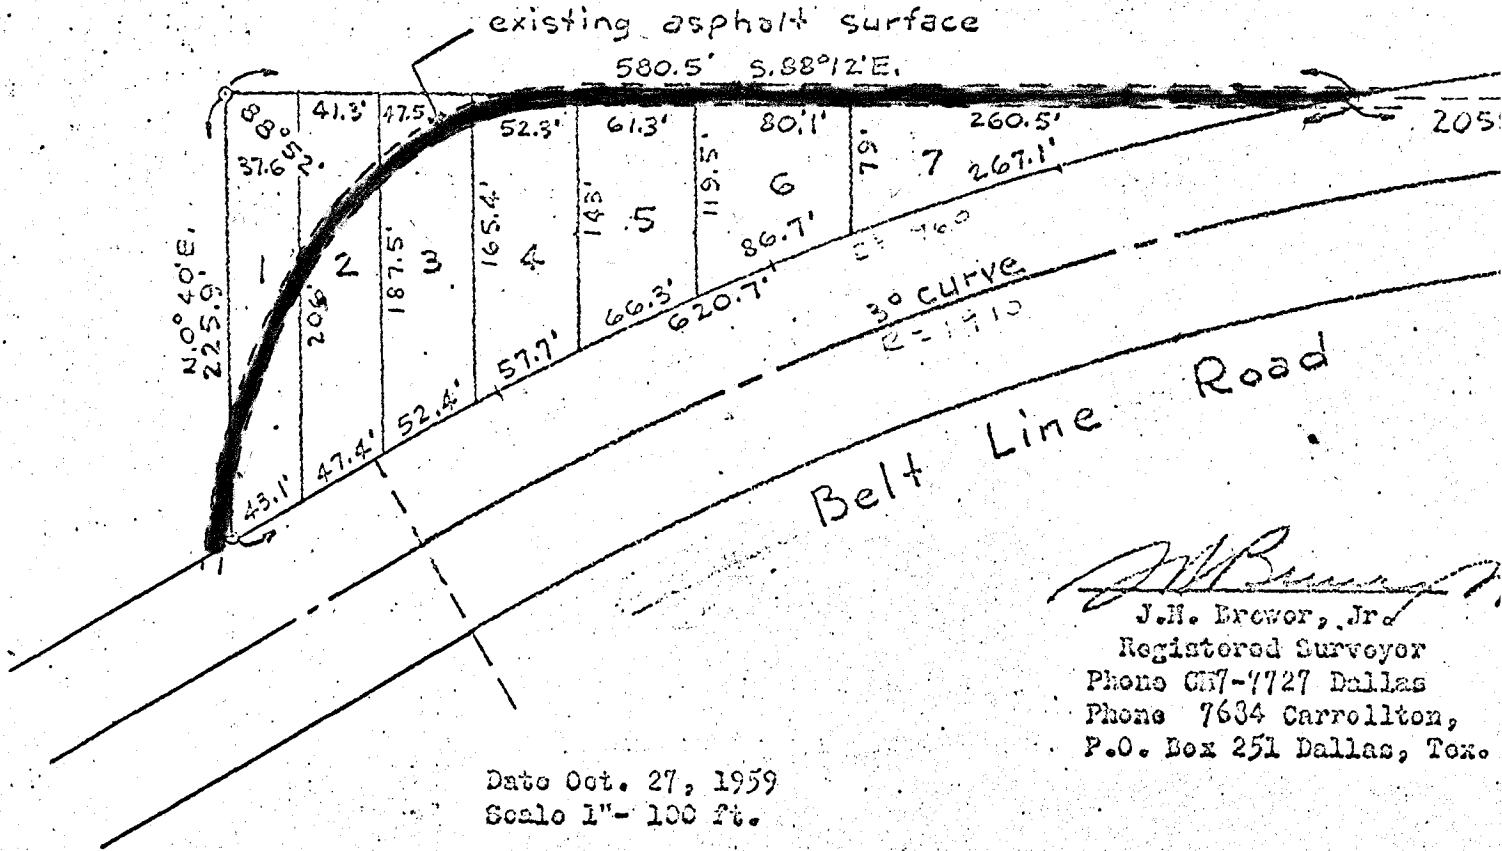 existing asphalt surface
580.5' S.88°12'E.
88°52'
41.3'
47.5
52.3'
61.3'
80.1'
260.5'
205
37.6
N.0°40'E.
225.9'
1
2
3
4
5
6
7
206'
187.5'
165.4'
143'
119.5'
79'
267.1'
86.7'
66.3'
620.7'
57.7'
52.4'
47.4'
43.1'
3° curve
R=1910
Belt Line Road
J.N. Brewer, Jr.
Registered Surveyor
Phone CH7-7727 Dallas
Phone 7634 Carrollton,
P.O. Box 251 Dallas, Tex.
Date Oct. 27, 1959
Scale 1"- 100 ft.